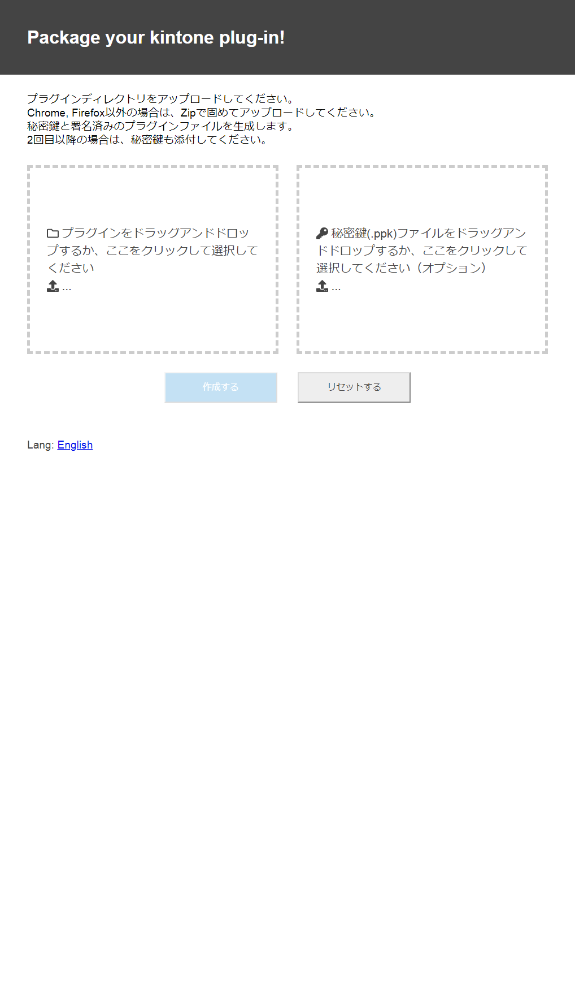 Package your kintone plug-in!
プラグインディレクトリをアップロードしてください。
Chrome, Firefox以外の場合は、Zipで固めてアップロードしてください。
秘密鍵と署名済みのプラグインファイルを生成します。
2回目以降の場合は、秘密鍵も添付してください。
プラグインをドラッグアンドドロッ
プするか、ここをクリックして選択して
ください
...
秘密鍵(.ppk)ファイルをドラッグアン
ドドロップするか、ここをクリックして
選択してください（オプション）
...
作成する
リセットする
Lang: English